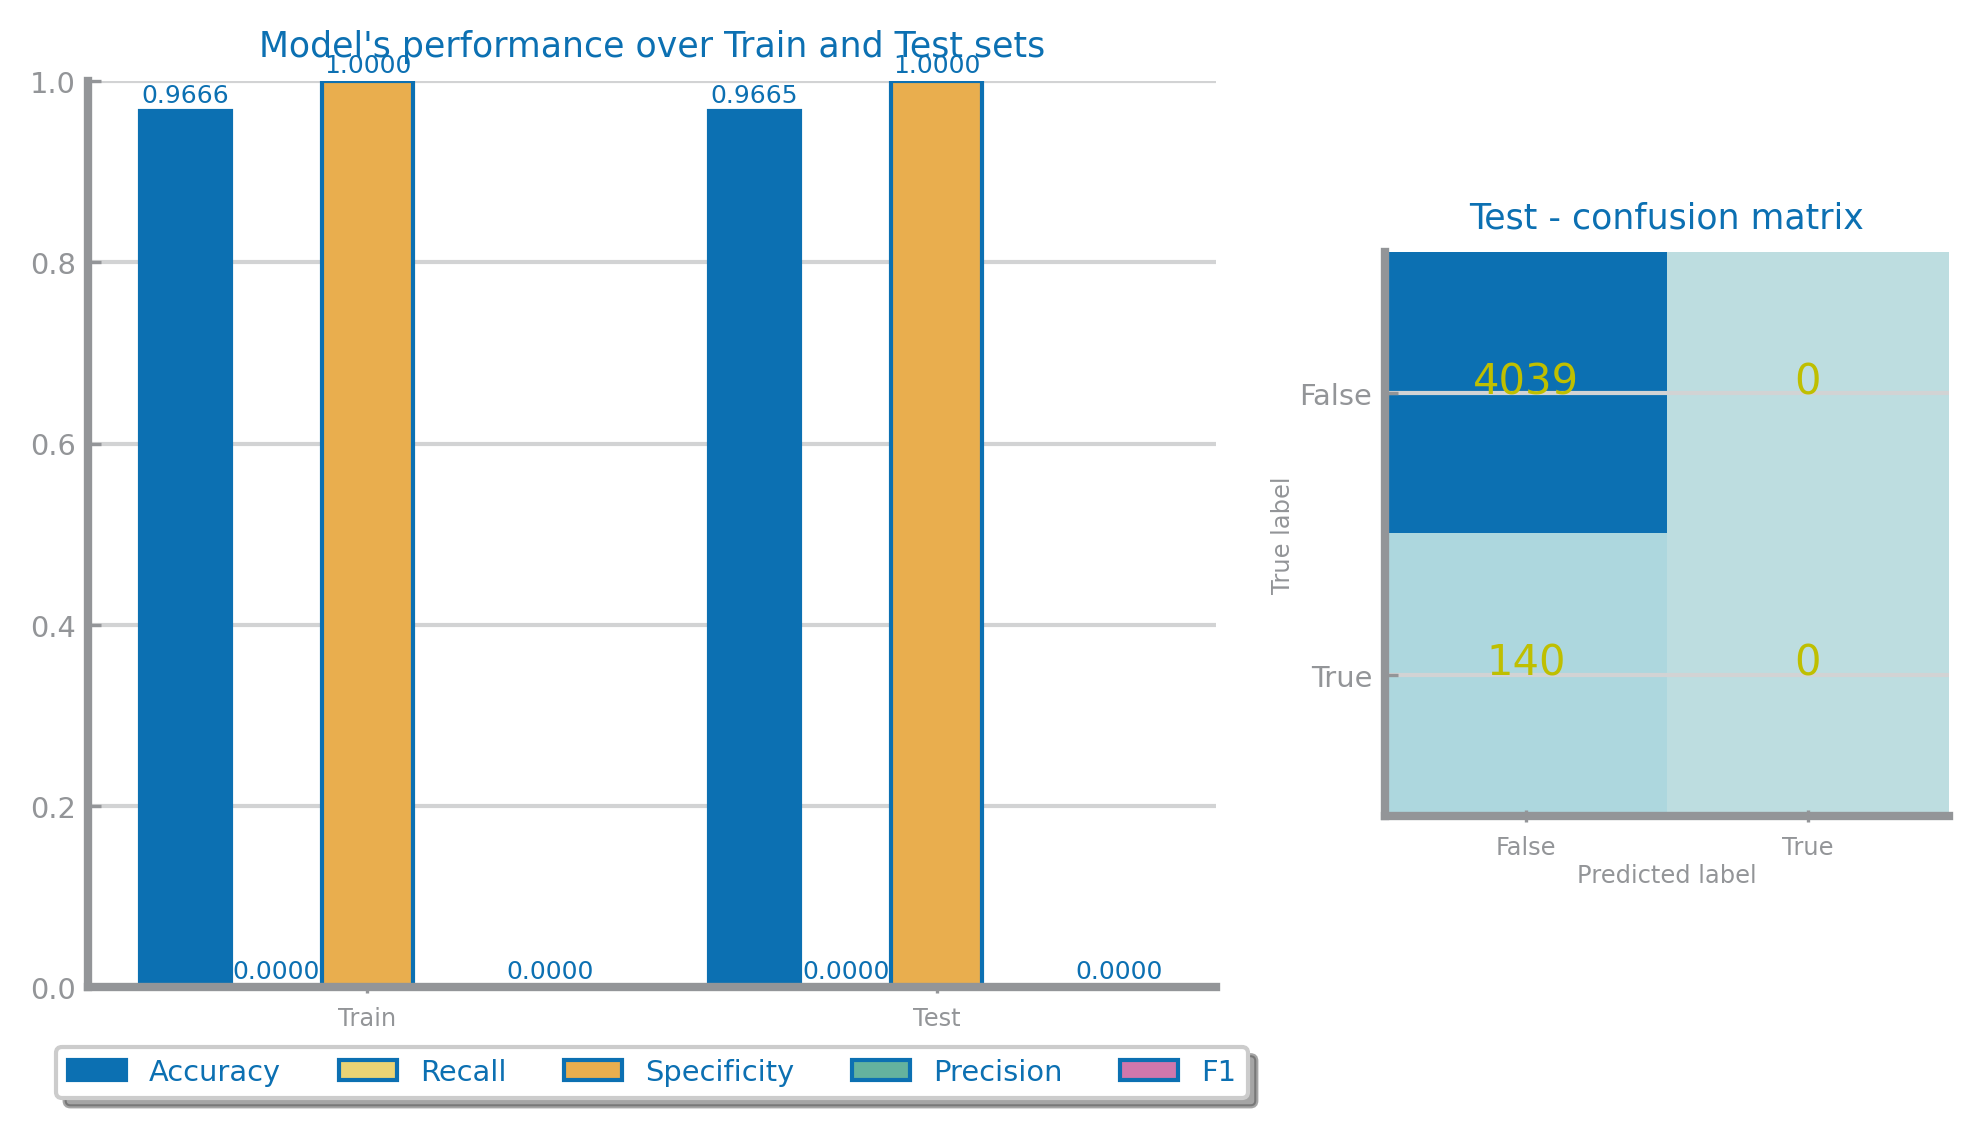 Model's performance over Train and Test sets
1.0000 1.0000
1.0
0.9666 0.9665
0.8
0.6
0.4
0.2
0.0000 0.0000 0.0000 0.0000
0.0
Train Test
Accuracy Recall Specificity Precision F1
Test - confusion matrix
4039 0
False
True label
140 0
True
False True
Predicted label